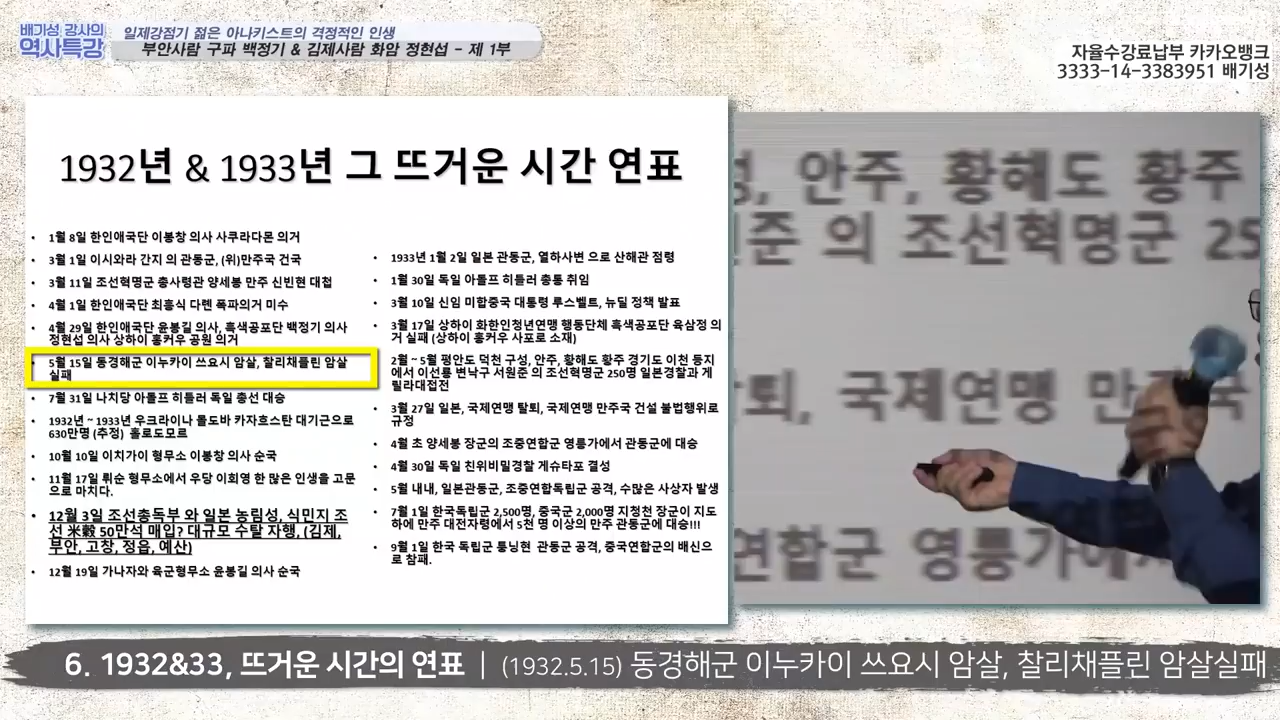 배기성 강사의
역사특강
일제강점기 젊은 아나키스트의 격정적인 인생
부안사람 구파 백정기 & 김제사람 화암 정현섭 - 제 1부
자율수강료납부 카카오뱅크
3333-14-3383951 배기성
1932년 & 1933년 그 뜨거운 시간 연표
• 1월 8일 한인애국단 이봉창 의사 사쿠라다몬 의거
• 3월 1일 이시와라 간지 의 관동군, (위)만주국 건국
• 3월 11일 조선혁명군 총사령관 양세봉 만주 신빈현 대첩
• 4월 1일 한인애국단 최흥식 다롄 폭파의거 미수
• 4월 29일 한인애국단 윤봉길 의사, 흑색공포단 백정기 의사
정현섭 의사 상하이 홍커우 공원 의거
• 5월 15일 동경해군 이누카이 쓰요시 암살, 찰리채플린 암살
실패
• 7월 31일 나치당 아돌프 히틀러 독일 총선 대승
• 1932년 ~ 1933년 우크라이나 몰도바 카자흐스탄 대기근으로
630만명 (추정) 홀로도모르
• 10월 10일 이치가이 형무소 이봉창 의사 순국
• 11월 17일 뤼순 형무소에서 우당 이회영 한 많은 인생을 고문
으로 마치다.
• 12월 3일 조선총독부 와 일본 농림성, 식민지 조
선 米穀 50만석 매입? 대규모 수탈 자행, (김제,
부안, 고창, 정읍, 예산)
• 12월 19일 가나자와 육군형무소 윤봉길 의사 순국
• 1933년 1월 2일 일본 관동군, 열하사변 으로 산해관 점령
• 1월 30일 독일 아돌프 히틀러 총통 취임
• 3월 10일 신임 미합중국 대통령 루스벨트, 뉴딜 정책 발표
• 3월 17일 상하이 화한인청년연맹 행동단체 흑색공포단 육삼정 의
거 실패 (상하이 홍커우 사포로 소재)
• 2월 ~ 5월 평안도 덕천 구성, 안주, 황해도 황주 경기도 이천 등지
에서 이선룡 변낙구 서원준 의 조선혁명군 250명 일본경찰과 게
릴라대접전
• 3월 27일 일본, 국제연맹 탈퇴, 국제연맹 만주국 건설 불법행위로
규정
• 4월 초 양세봉 장군의 조중연합군 영릉가에서 관동군에 대승
• 4월 30일 독일 친위비밀경찰 게슈타포 결성
• 5월 내내, 일본관동군, 조중연합독립군 공격, 수많은 사상자 발생
• 7월 1일 한국독립군 2,500명, 중국군 2,000명 지청천 장군이 지도
하에 만주 대전자령에서 5천 명 이상의 만주 관동군에 대승!!!
• 9월 1일 한국 독립군 퉁닝현 관동군 공격, 중국연합군의 배신으
로 참패.
성, 안주, 황해도 황주
준 의 조선혁명군 25
퇴, 국제연맹 만주국
연합군 영릉가에서
6. 1932&33, 뜨거운 시간의 연표 | (1932.5.15) 동경해군 이누카이 쓰요시 암살, 찰리채플린 암살실패